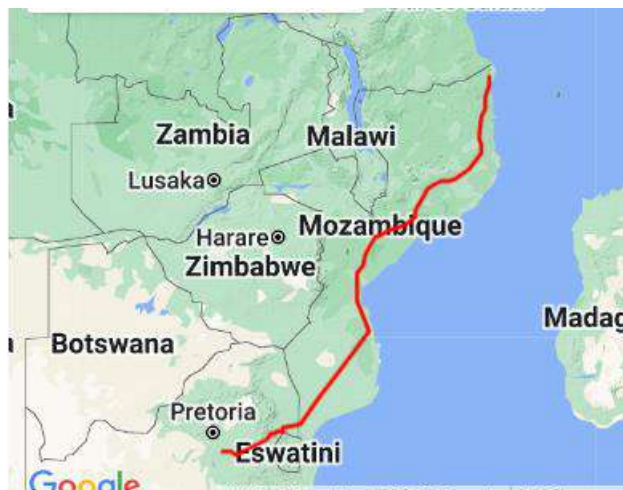 Zambia
Malawi
Lusaka
Mozambique
Harare
Zimbabwe
Madag
Botswana
Pretoria
Eswatini
Google